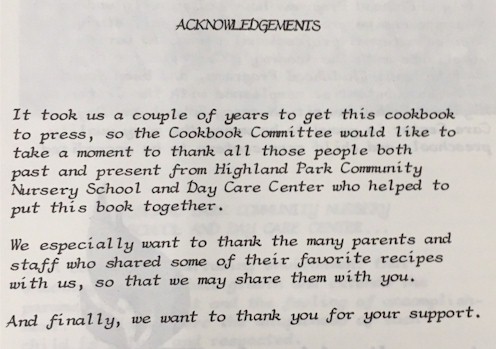 ACKNOWLEDGEMENTS
It took us a couple of years to get this cookbook
to press, so the Cookbook Committee would like to
take a moment to thank all those people both
past and present from Highland Park Community
Nursery School and Day Care Center who helped to
put this book together.
We especially want to thank the many parents and
staff who shared some of their favorite recipes
with us, so that we may share them with you.
And finally, we want to thank you for your support.